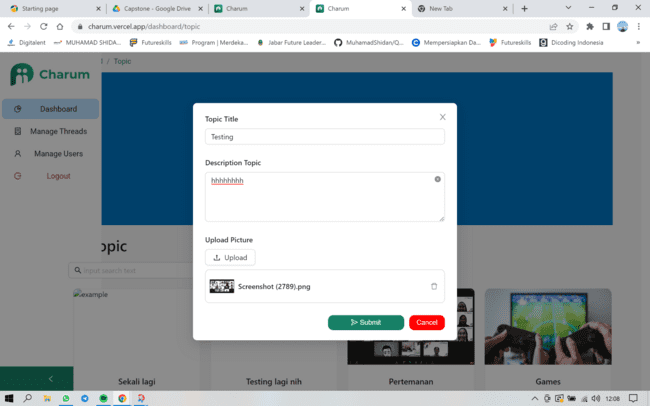 Starting page
Capstone - Google Drive
Charum
Charum
New Tab
charum.vercel.app/dashboard/topic
Digitalent
MUHAMAD SHIDA...
Futureskills
Program | Merdeka...
Jabar Future Leader...
MuhamadShidan/Q...
Mempersiapkan Da...
Futureskills
Dicoding Indonesia
»
Charum
/ Topic
Dashboard
Manage Threads
Manage Users
Logout
Topic Title
Testing
Description Topic
hhhhhhhh
Upload Picture
Upload
Screenshot (2789).png
Submit
Cancel
opic
input search text
example
Sekali lagi
Testing lagi nih
Pertemanan
Games
12:08